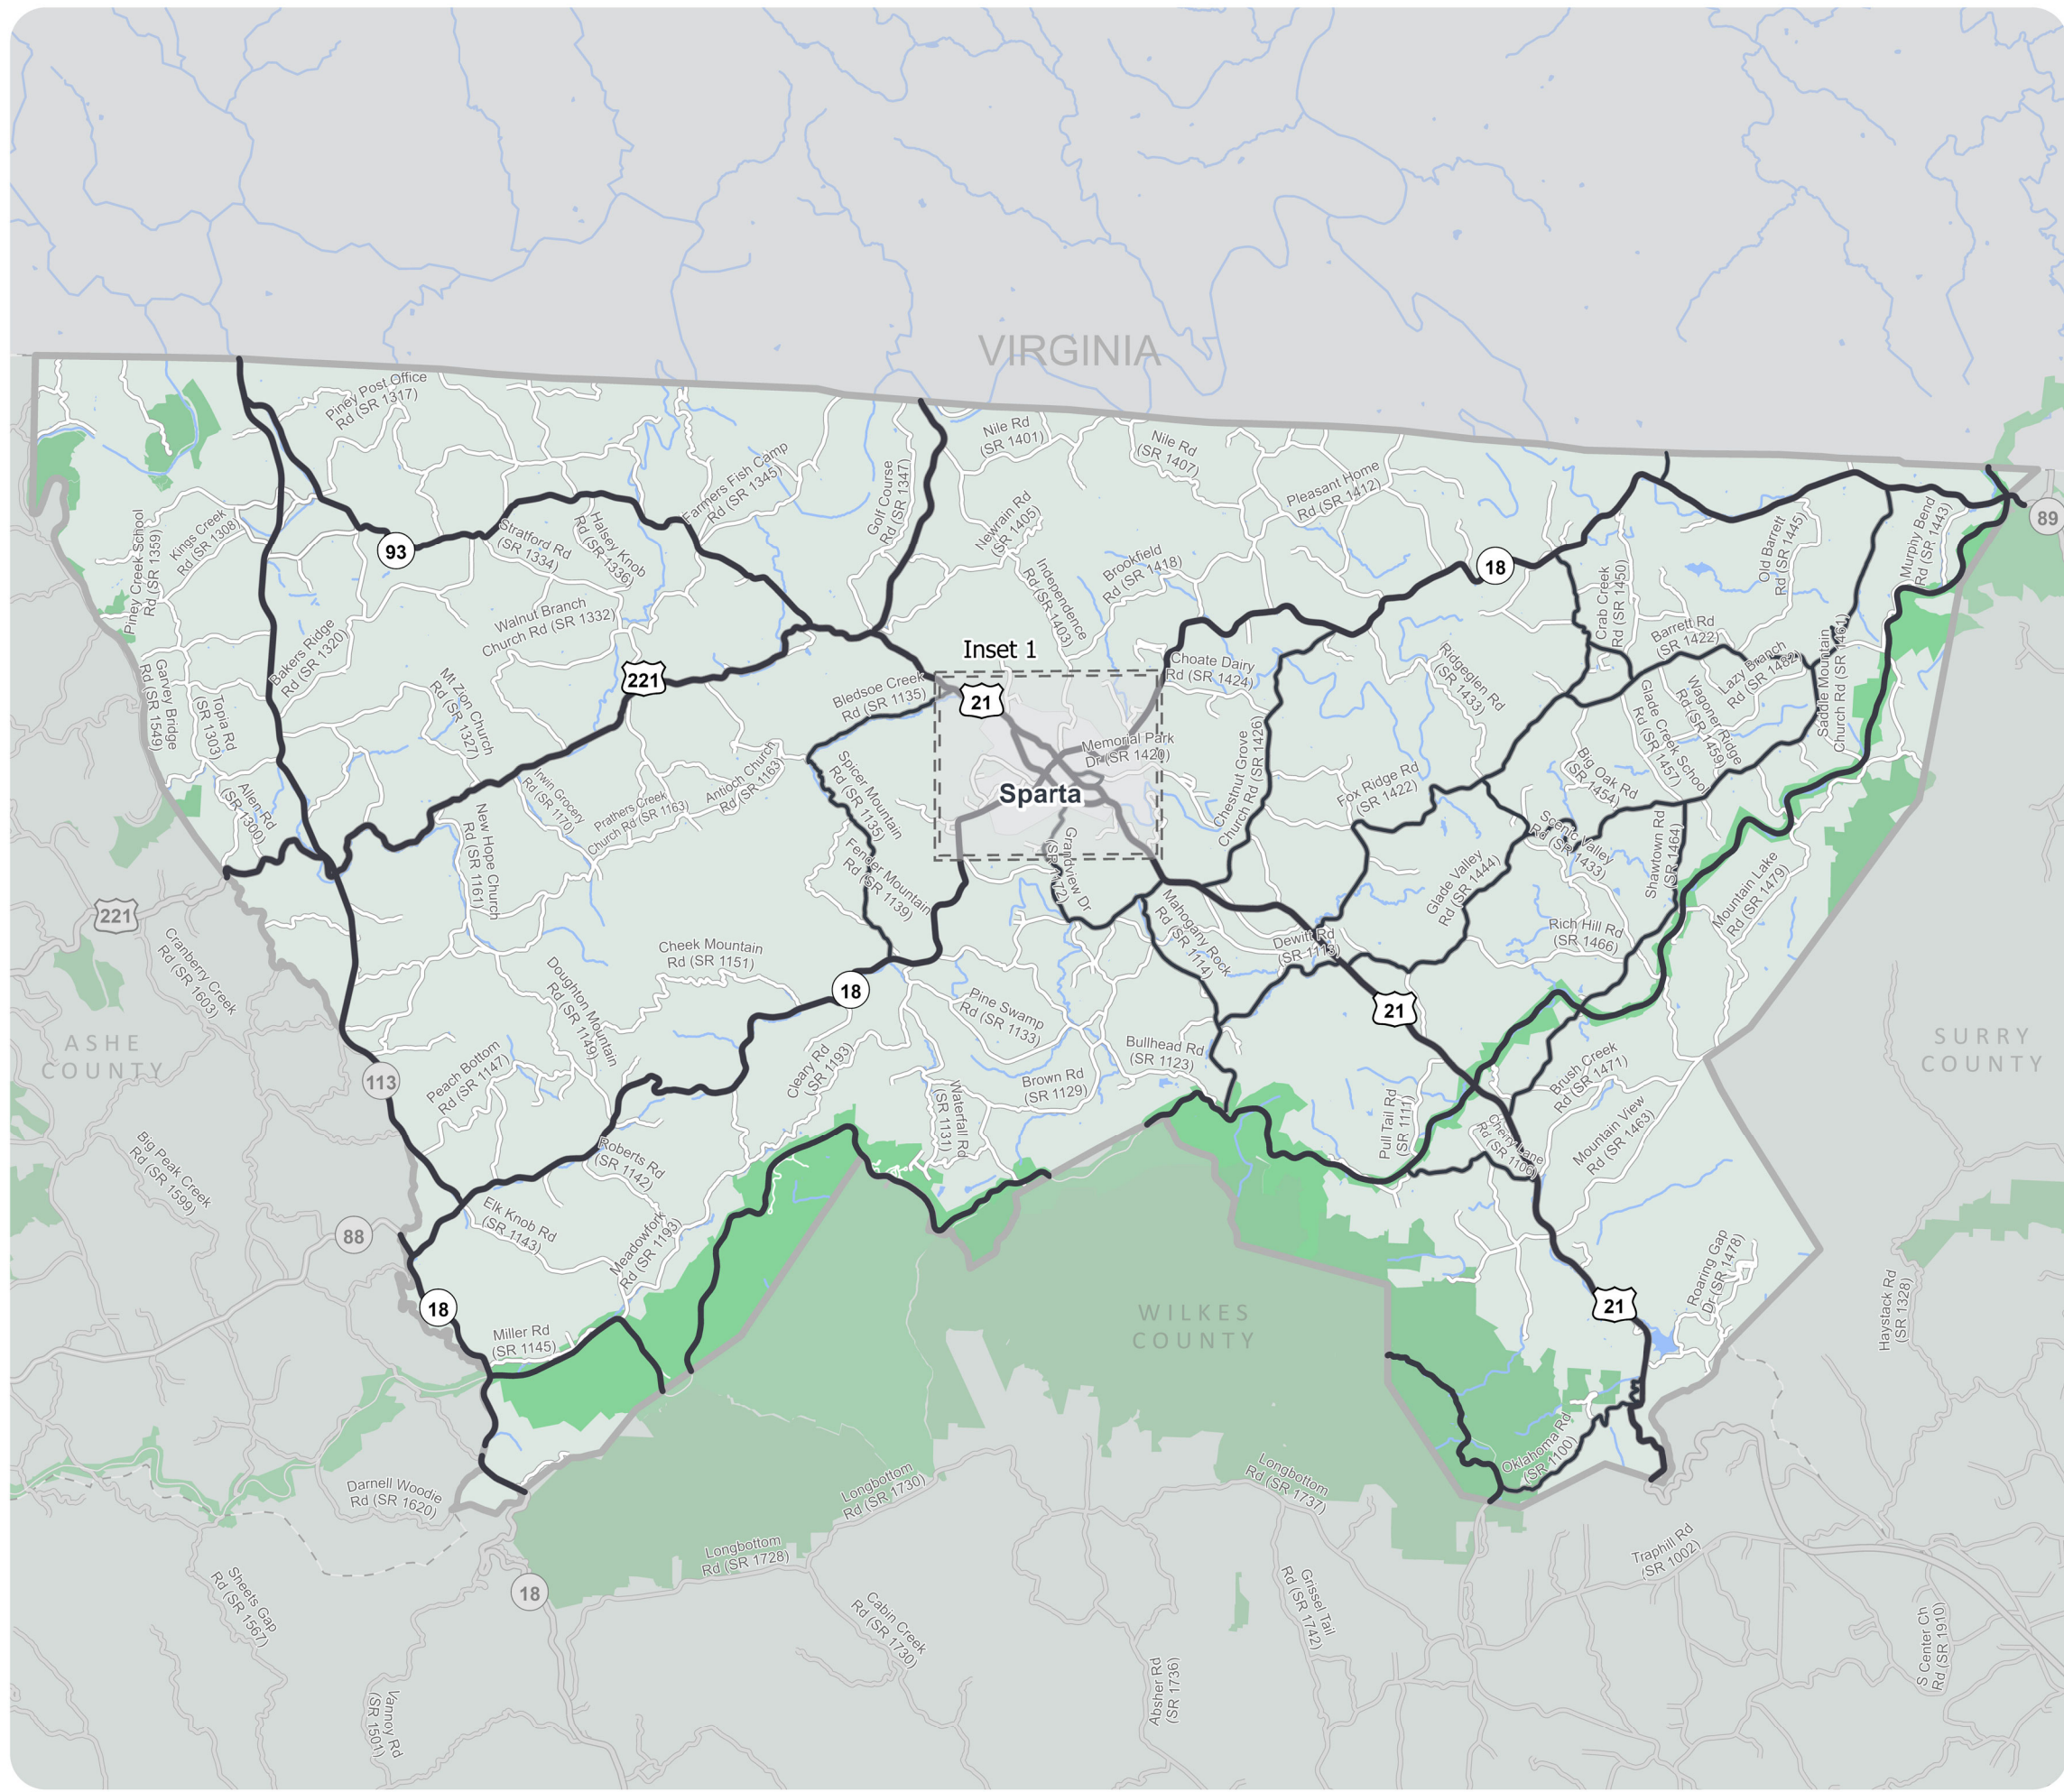 VIRGINIA
Piney Post Office
Rd (SR 1317)
Nile Rd
(SR 1401)
Nile Rd
(SR 1407)
Farmers Fish Camp
Rd (SR 1345)
Golf Course
Rd (SR 1347)
Pleasant Home
Rd (SR 1412)
Newrain Rd
(SR 1405)
89
Old Barrett
Rd (SR 1445)
Murphy Bend
Rd (SR 1443)
Piney Creek School
Rd (SR 1359)
Kings Creek
Rd (SR 1308)
93
Stratford Rd
(SR 1334)
Halsey Knob
Rd (SR 1336)
Independence
Rd (SR 1403)
Brookfield
Rd (SR 1418)
18
Crab Creek
Rd (SR 1450)
Walnut Branch
Church Rd (SR 1332)
Bakers Ridge
Rd (SR 1320)
Barrett Rd
(SR 1422)
Lazy Branch
Rd (SR 1482)
Saddle Mountain
Church Rd (SR 1461)
Inset 1
Garvey Bridge
Rd (SR 1549)
Topia Rd
(SR 1303)
Mt Zion Church
Rd (SR 1327)
221
Bledsoe Creek
Rd (SR 1135)
21
Choate Dairy
Rd (SR 1424)
Ridgeglen Rd
(SR 1433)
Glade Creek School
Rd (SR 1457)
Wagoner Ridge
Rd (SR 1459)
Memorial Park
Dr (SR 1420)
Sparta
Allen Rd
(SR 1300)
Irwin Grocery
Rd (SR 1170)
Prathers Creek
Church Rd (SR 1163)
Antioch Church
Rd (SR 1163)
Spicer Mountain
Rd (SR 1135)
Chestnut Grove
Church Rd (SR 1426)
Fox Ridge Rd
(SR 1422)
Big Oak Rd
(SR 1454)
Scenic Valley
Rd (SR 1433)
Shawtown Rd
(SR 1464)
New Hope Church
Rd (SR 1161)
Fender Mountain
Rd (SR 1139)
Grandview Dr
Glade Valley
Rd (SR 1444)
Mountain Lake
Rd (SR 1479)
221
Cranberry Creek
Rd (SR 1603)
Cheek Mountain
Rd (SR 1151)
Mahogany Rock
Rd (SR 1114)
Dewitt Rd
(SR 1113)
Rich Hill Rd
(SR 1466)
18
21
Doughton Mountain
Rd (SR 1149)
Pine Swamp
Rd (SR 1133)
ASHE
COUNTY
SURRY
COUNTY
113
Peach Bottom
Rd (SR 1147)
Cleary Rd
(SR 1193)
Bullhead Rd
(SR 1123)
Brown Rd
(SR 1129)
Waterfall Rd
(SR 1131)
Brush Creek
Rd (SR 1471)
Pull Tail Rd
(SR 1111)
Cherry Lane
Rd (SR 1106)
Mountain View
Rd (SR 1463)
Big Peak Creek
Rd (SR 1599)
Roberts Rd
(SR 1142)
88
Elk Knob Rd
(SR 1143)
Meadowfork
Rd (SR 1193)
18
Miller Rd
(SR 1145)
WILKES
COUNTY
21
Roaring Gap
Dr (SR 1478)
Haystack Rd
(SR 1328)
Oklahoma Rd
(SR 1100)
Darnell Woodie
Rd (SR 1620)
Longbottom
Rd (SR 1730)
Longbottom
Rd (SR 1737)
Longbottom
Rd (SR 1728)
18
Traphill Rd
(SR 1002)
Sheets Gap
Rd (SR 1567)
Cabin Creek
Rd (SR 1730)
Grissel Tail
Rd (SR 1742)
S Center Ch
Rd (SR 1910)
Vannoy Rd
(SR 1501)
Absher Rd
(SR 1736)